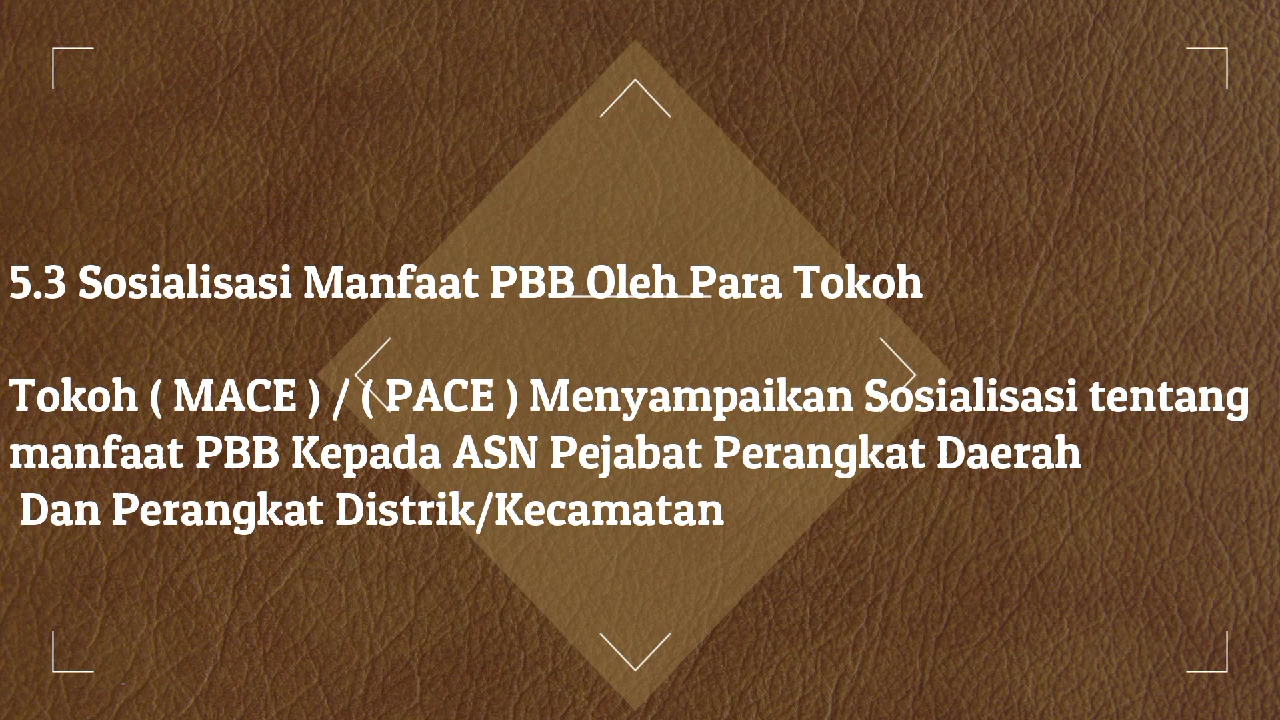 5.3 Sosialisasi Manfaat PBB Oleh Para Tokoh
Tokoh ( MACE ) / ( PACE ) Menyampaikan Sosialisasi tentang
manfaat PBB Kepada ASN Pejabat Perangkat Daerah
Dan Perangkat Distrik/Kecamatan